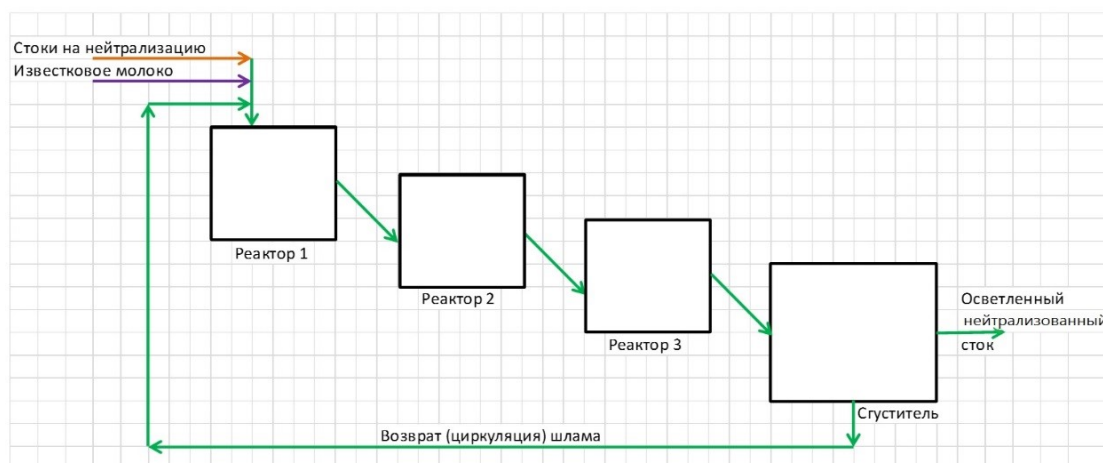 Стоки на нейтрализацию
Известковое молоко
Реактор 1
Реактор 2
Реактор 3
Осветленный
нейтрализованный
сток
Сгуститель
Возврат (циркуляция) шлама